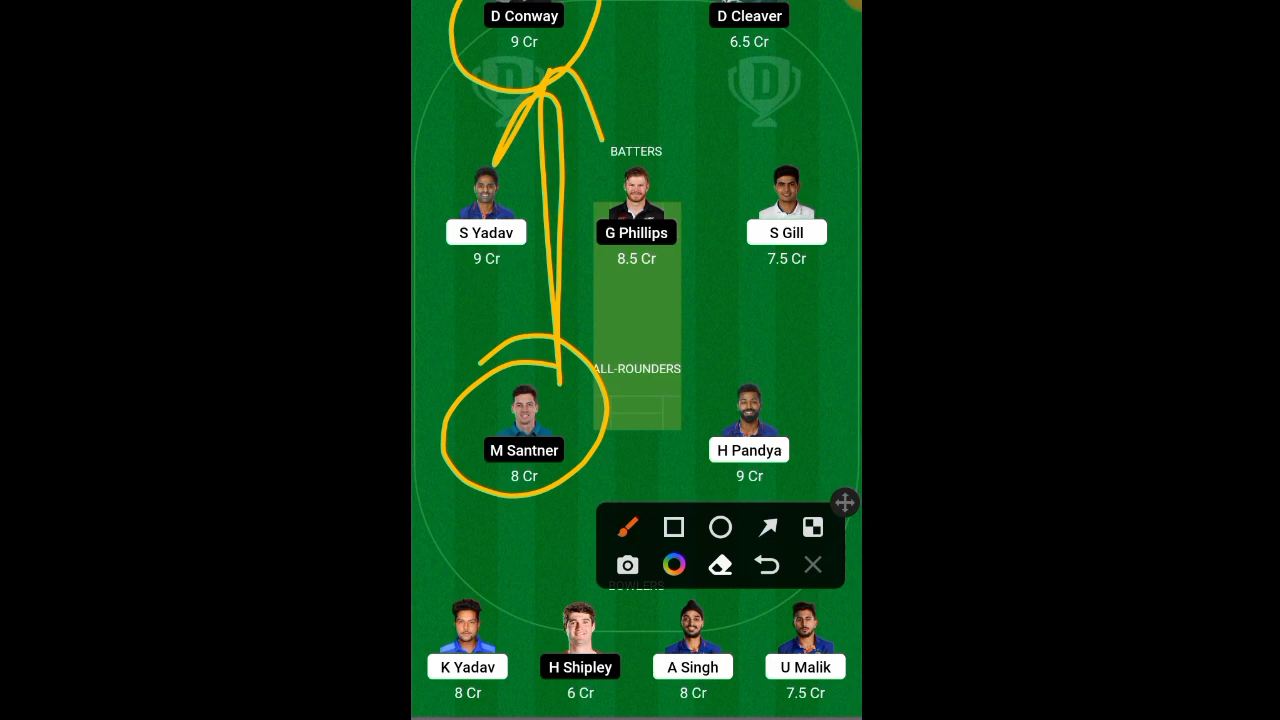 D Conway D Cleaver
9 Cr 6.5 Cr
D D
BATTERS
S Yadav G Phillips S Gill
9 Cr 8.5 Cr 7.5 Cr
ALL-ROUNDERS
M Santner H Pandya
8 Cr 9 Cr
BOWLERS
K Yadav H Shipley A Singh U Malik
8 Cr 6 Cr 8 Cr 7.5 Cr